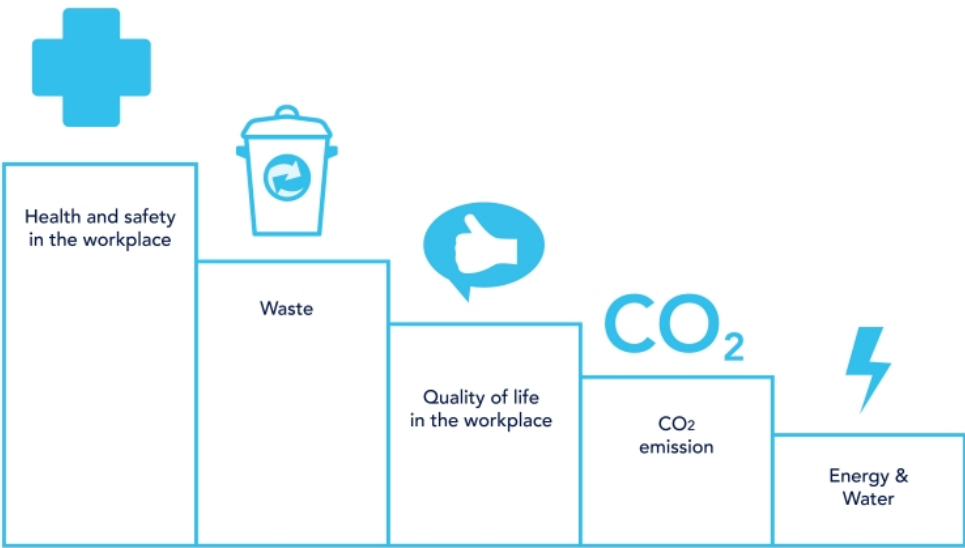 Health and safety
in the workplace
Waste
Quality of life
in the workplace
CO₂
CO2
emission
Energy &
Water